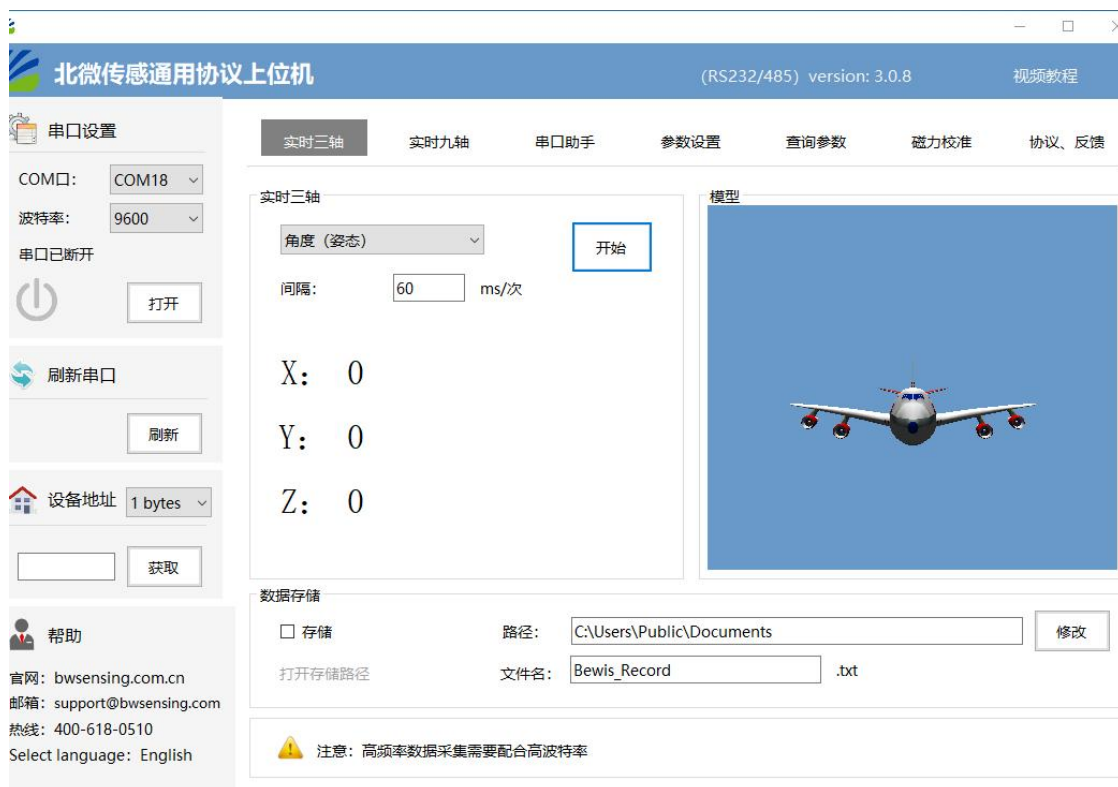 北微传感通用协议上位机
(RS232/485) version: 3.0.8
视频教程
串口设置
COM口: COM18
波特率: 9600
串口已断开
打开
刷新串口
刷新
设备地址 1 bytes
获取
帮助
官网: bwsensing.com.cn
邮箱: support@bwsensing.com
热线: 400-618-0510
Select language: English
实时三轴 实时九轴 串口助手 参数设置 查询参数 磁力校准 协议、反馈
实时三轴
角度（姿态）
开始
间隔: 60 ms/次
X: 0
Y: 0
Z: 0
模型
数据存储
存储
路径: C:\Users\Public\Documents
修改
打开存储路径
文件名: Bewis_Record .txt
注意: 高频率数据采集需要配合高波特率